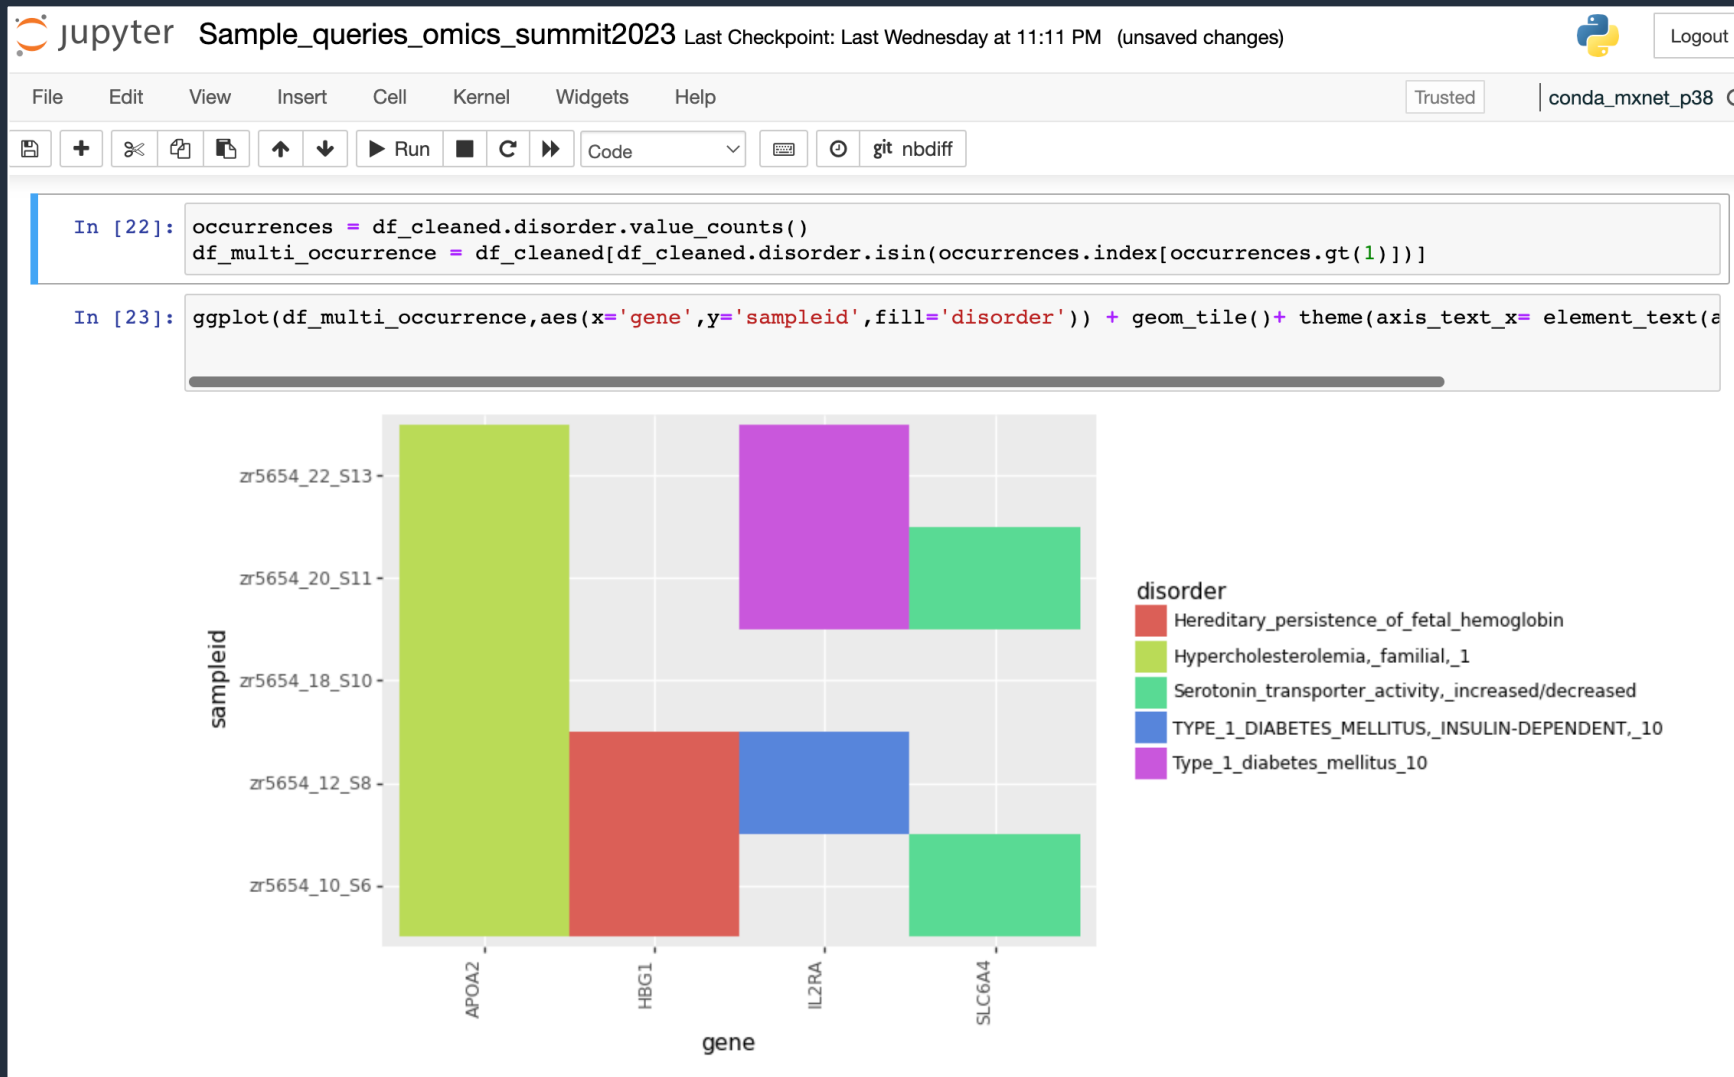 jupyter Sample_queries_omics_summit2023 Last Checkpoint: Last Wednesday at 11:11 PM (unsaved changes) Logout
File Edit View Insert Cell Kernel Widgets Help Trusted conda_mxnet_p38
Run Code git nbdiff
In [22]: occurrences = df_cleaned.disorder.value_counts()
df_multi_occurrence = df_cleaned[df_cleaned.disorder.isin(occurrences.index[occurrences.gt(1)])]
In [23]: ggplot(df_multi_occurrence,aes(x='gene',y='sampleid',fill='disorder')) + geom_tile()+ theme(axis_text_x= element_text(a
zr5654_22_S13
zr5654_20_S11
zr5654_18_S10
zr5654_12_S8
zr5654_10_S6
sampleid
APOA2
HBG1
IL2RA
SLC6A4
gene
disorder
Hereditary_persistence_of_fetal_hemoglobin
Hypercholesterolemia,_familial,_1
Serotonin_transporter_activity,_increased/decreased
TYPE_1_DIABETES_MELLITUS,_INSULIN-DEPENDENT,_10
Type_1_diabetes_mellitus_10